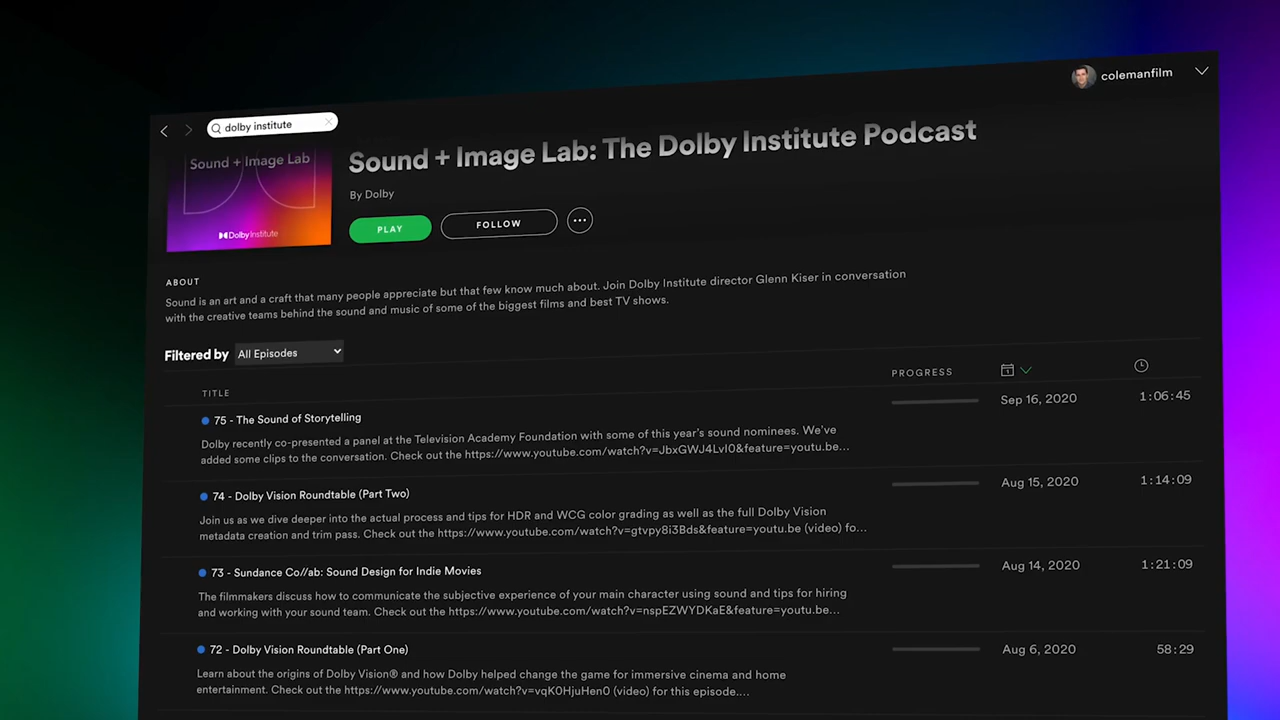 colemanfilm
dolby institute
Sound + Image Lab
Dolby Institute
Sound + Image Lab: The Dolby Institute Podcast
By Dolby
PLAY
FOLLOW
ABOUT
Sound is an art and a craft that many people appreciate but that few know much about. Join Dolby Institute director Glenn Kiser in conversation
with the creative teams behind the sound and music of some of the biggest films and best TV shows.
Filtered by All Episodes
TITLE PROGRESS
75 - The Sound of Storytelling Sep 16, 2020 1:06:45
Dolby recently co-presented a panel at the Television Academy Foundation with some of this year's sound nominees. We've
added some clips to the conversation. Check out the https://www.youtube.com/watch?v=JbxGWJ4LvI0&feature=youtu.be...
74 - Dolby Vision Roundtable (Part Two) Aug 15, 2020 1:14:09
Join us as we dive deeper into the actual process and tips for HDR and WCG color grading as well as the full Dolby Vision
metadata creation and trim pass. Check out the https://www.youtube.com/watch?v=gtvpy8i3Bds&feature=youtu.be (video) fo...
73 - Sundance Co//ab: Sound Design for Indie Movies Aug 14, 2020 1:21:09
The filmmakers discuss how to communicate the subjective experience of your main character using sound and tips for hiring
and working with your sound team. Check out the https://www.youtube.com/watch?v=nspEZWYDKaE&feature=youtu.be...
72 - Dolby Vision Roundtable (Part One) Aug 6, 2020 58:29
Learn about the origins of Dolby Vision® and how Dolby helped change the game for immersive cinema and home
entertainment. Check out the https://www.youtube.com/watch?v=vqK0HjuHen0 (video) for this episode....